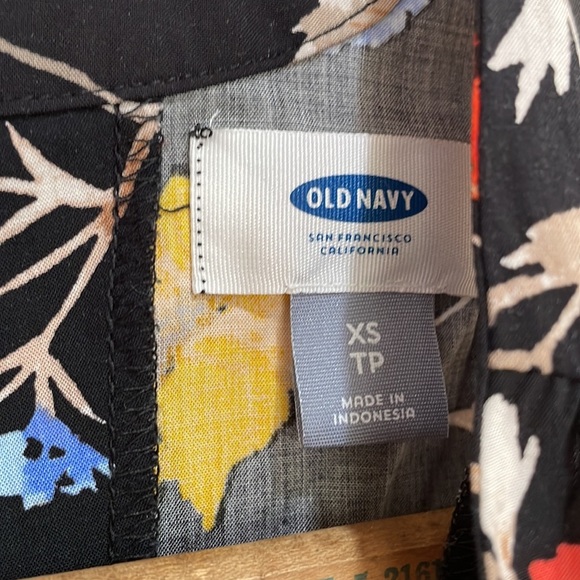 OLD NAVY
SAN FRANCISCO
CALIFORNIA
XS
TP
MADE IN
INDONESIA